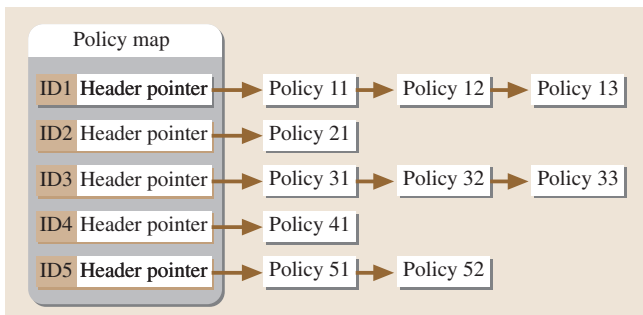 Policy map
ID1 Header pointer Policy 11 Policy 12 Policy 13
ID2 Header pointer Policy 21
ID3 Header pointer Policy 31 Policy 32 Policy 33
ID4 Header pointer Policy 41
ID5 Header pointer Policy 51 Policy 52